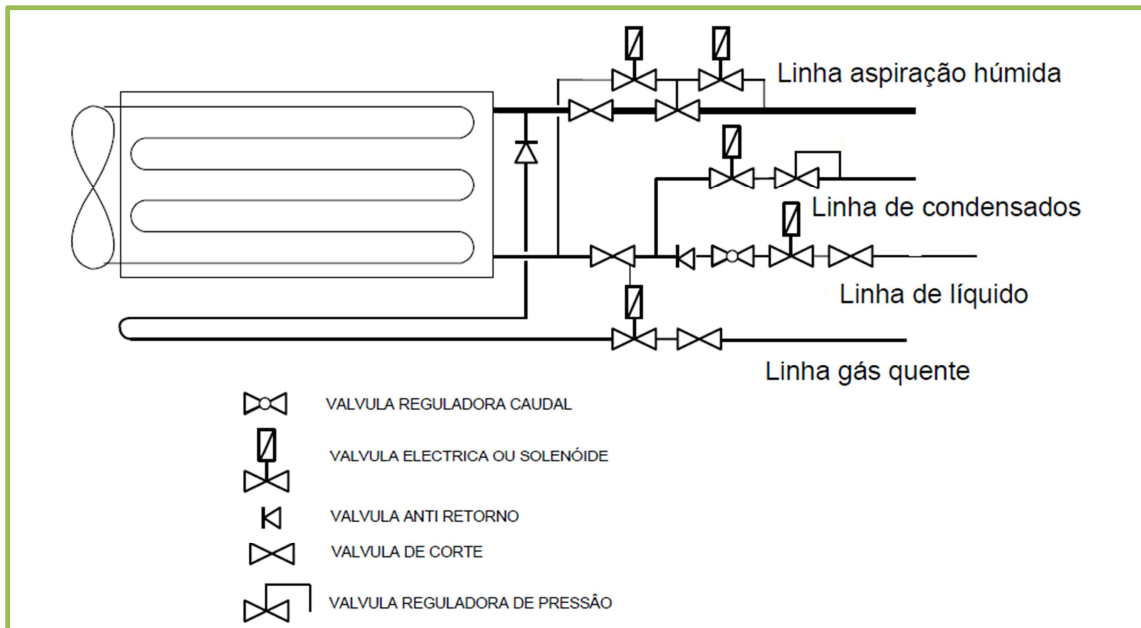 Linha aspiração húmida
Linha de condensados
Linha de líquido
Linha gás quente
VALVULA REGULADORA CAUDAL
VALVULA ELECTRICA OU SOLENÓIDE
VALVULA ANTI RETORNO
VALVULA DE CORTE
VALVULA REGULADORA DE PRESSÂO